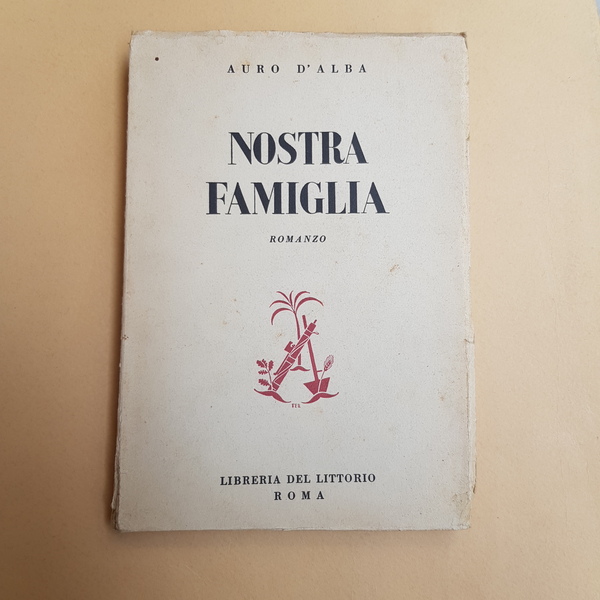 AURO D'ALBA
NOSTRA
FAMIGLIA
ROMANZO
LIBRERIA DEL LITTORIO
ROMA